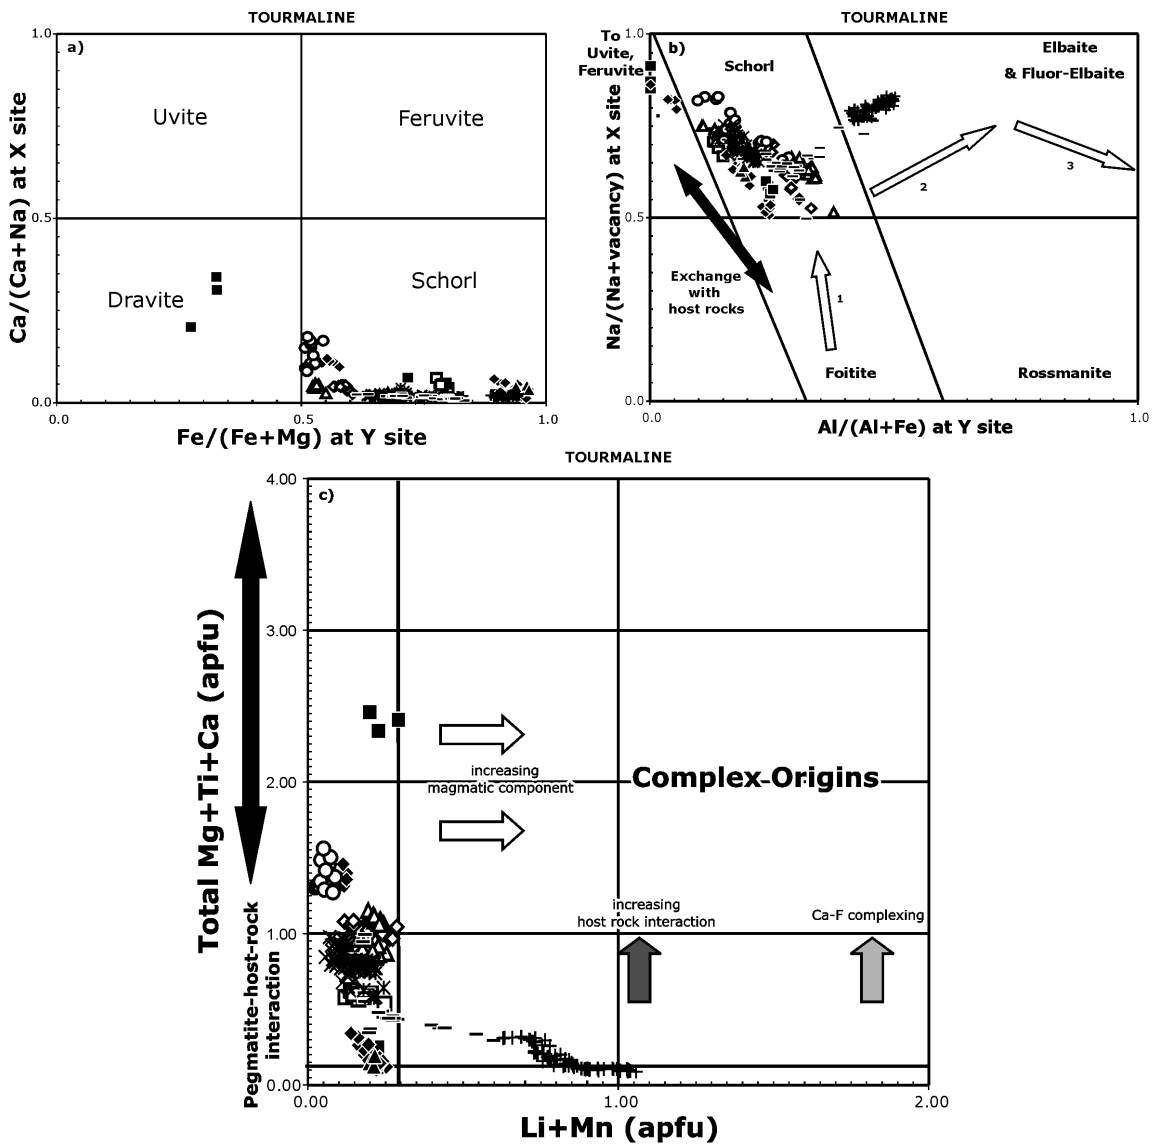 TOURMALINE
a)
1.0
Uvite
Feruvite
0.5
Dravite
Schorl
0.0
0.0
0.5
1.0
Ca/(Ca+Na) at X site
Fe/(Fe+Mg) at Y site
TOURMALINE
b)
To
Uvite,
Feruvite
1.0
Schorl
Elbaite
& Fluor-Elbaite
2
3
0.5
Exchange
with
host rocks
1
Foitite
Rossmanite
0.0
0.0
1.0
Na/(Na+vacancy) at X site
Al/(Al+Fe) at Y site
TOURMALINE
c)
4.00
3.00
increasing
magmatic component
2.00
Complex Origins
increasing
host rock interaction
Ca-F complexing
1.00
0.00
0.00
1.00
2.00
Total Mg+Ti+Ca (apfu)
Pegmatite-host-rock
interaction
Li+Mn (apfu)